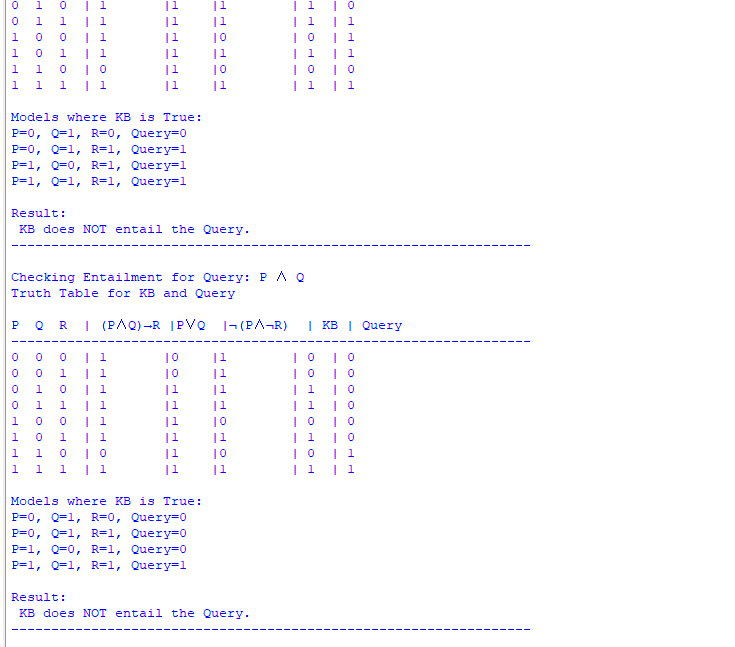 0  1  0  | 1       |1     |1         | 1  | 0
0  1  1  | 1       |1     |1         | 1  | 1
1  0  0  | 1       |1     |0         | 0  | 1
1  0  1  | 1       |1     |1         | 1  | 1
1  1  0  | 0       |1     |0         | 0  | 0
1  1  1  | 1       |1     |1         | 1  | 1
Models where KB is True:
P=0, Q=1, R=0, Query=0
P=0, Q=1, R=1, Query=1
P=1, Q=0, R=1, Query=1
P=1, Q=1, R=1, Query=1
Result:
 KB does NOT entail the Query.
-----------------------------------------------------------------
Checking Entailment for Query: P ∧ Q
Truth Table for KB and Query
P  Q  R  | (P∧Q)→R |P∨Q  |¬(P∧¬R)  | KB | Query
-----------------------------------------------------------------
0  0  0  | 1       |0     |1         | 0  | 0
0  0  1  | 1       |0     |1         | 0  | 0
0  1  0  | 1       |1     |1         | 1  | 0
0  1  1  | 1       |1     |1         | 1  | 0
1  0  0  | 1       |1     |0         | 0  | 0
1  0  1  | 1       |1     |1         | 1  | 0
1  1  0  | 0       |1     |0         | 0  | 1
1  1  1  | 1       |1     |1         | 1  | 1
Models where KB is True:
P=0, Q=1, R=0, Query=0
P=0, Q=1, R=1, Query=0
P=1, Q=0, R=1, Query=0
P=1, Q=1, R=1, Query=1
Result:
 KB does NOT entail the Query.
-----------------------------------------------------------------